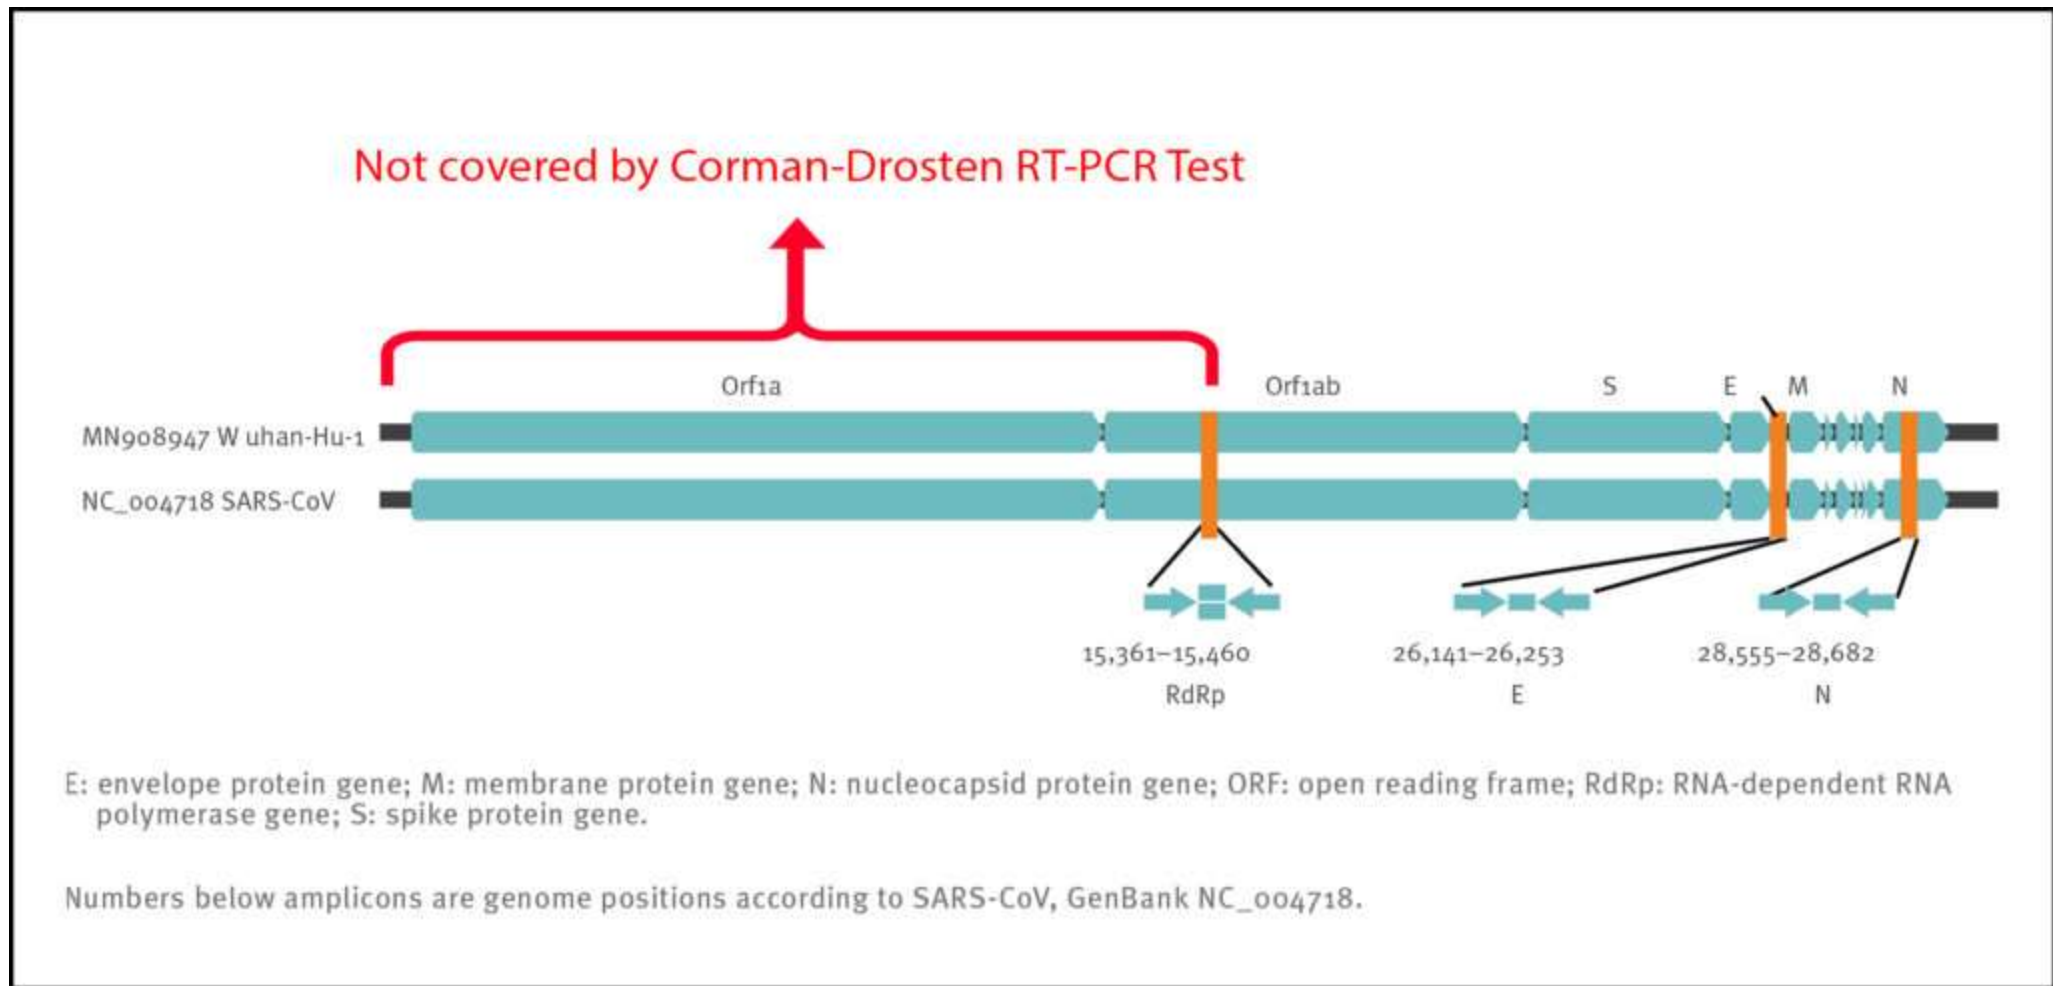 Not covered by Corman-Drosten RT-PCR Test
Orf1a Orf1ab S E M N
MN908947 W uhan-Hu-1
NC_004718 SARS-CoV
15,361–15,460 26,141–26,253 28,555–28,682
RdRp E N
E: envelope protein gene; M: membrane protein gene; N: nucleocapsid protein gene; ORF: open reading frame; RdRp: RNA-dependent RNA
polymerase gene; S: spike protein gene.
Numbers below amplicons are genome positions according to SARS-CoV, GenBank NC_004718.